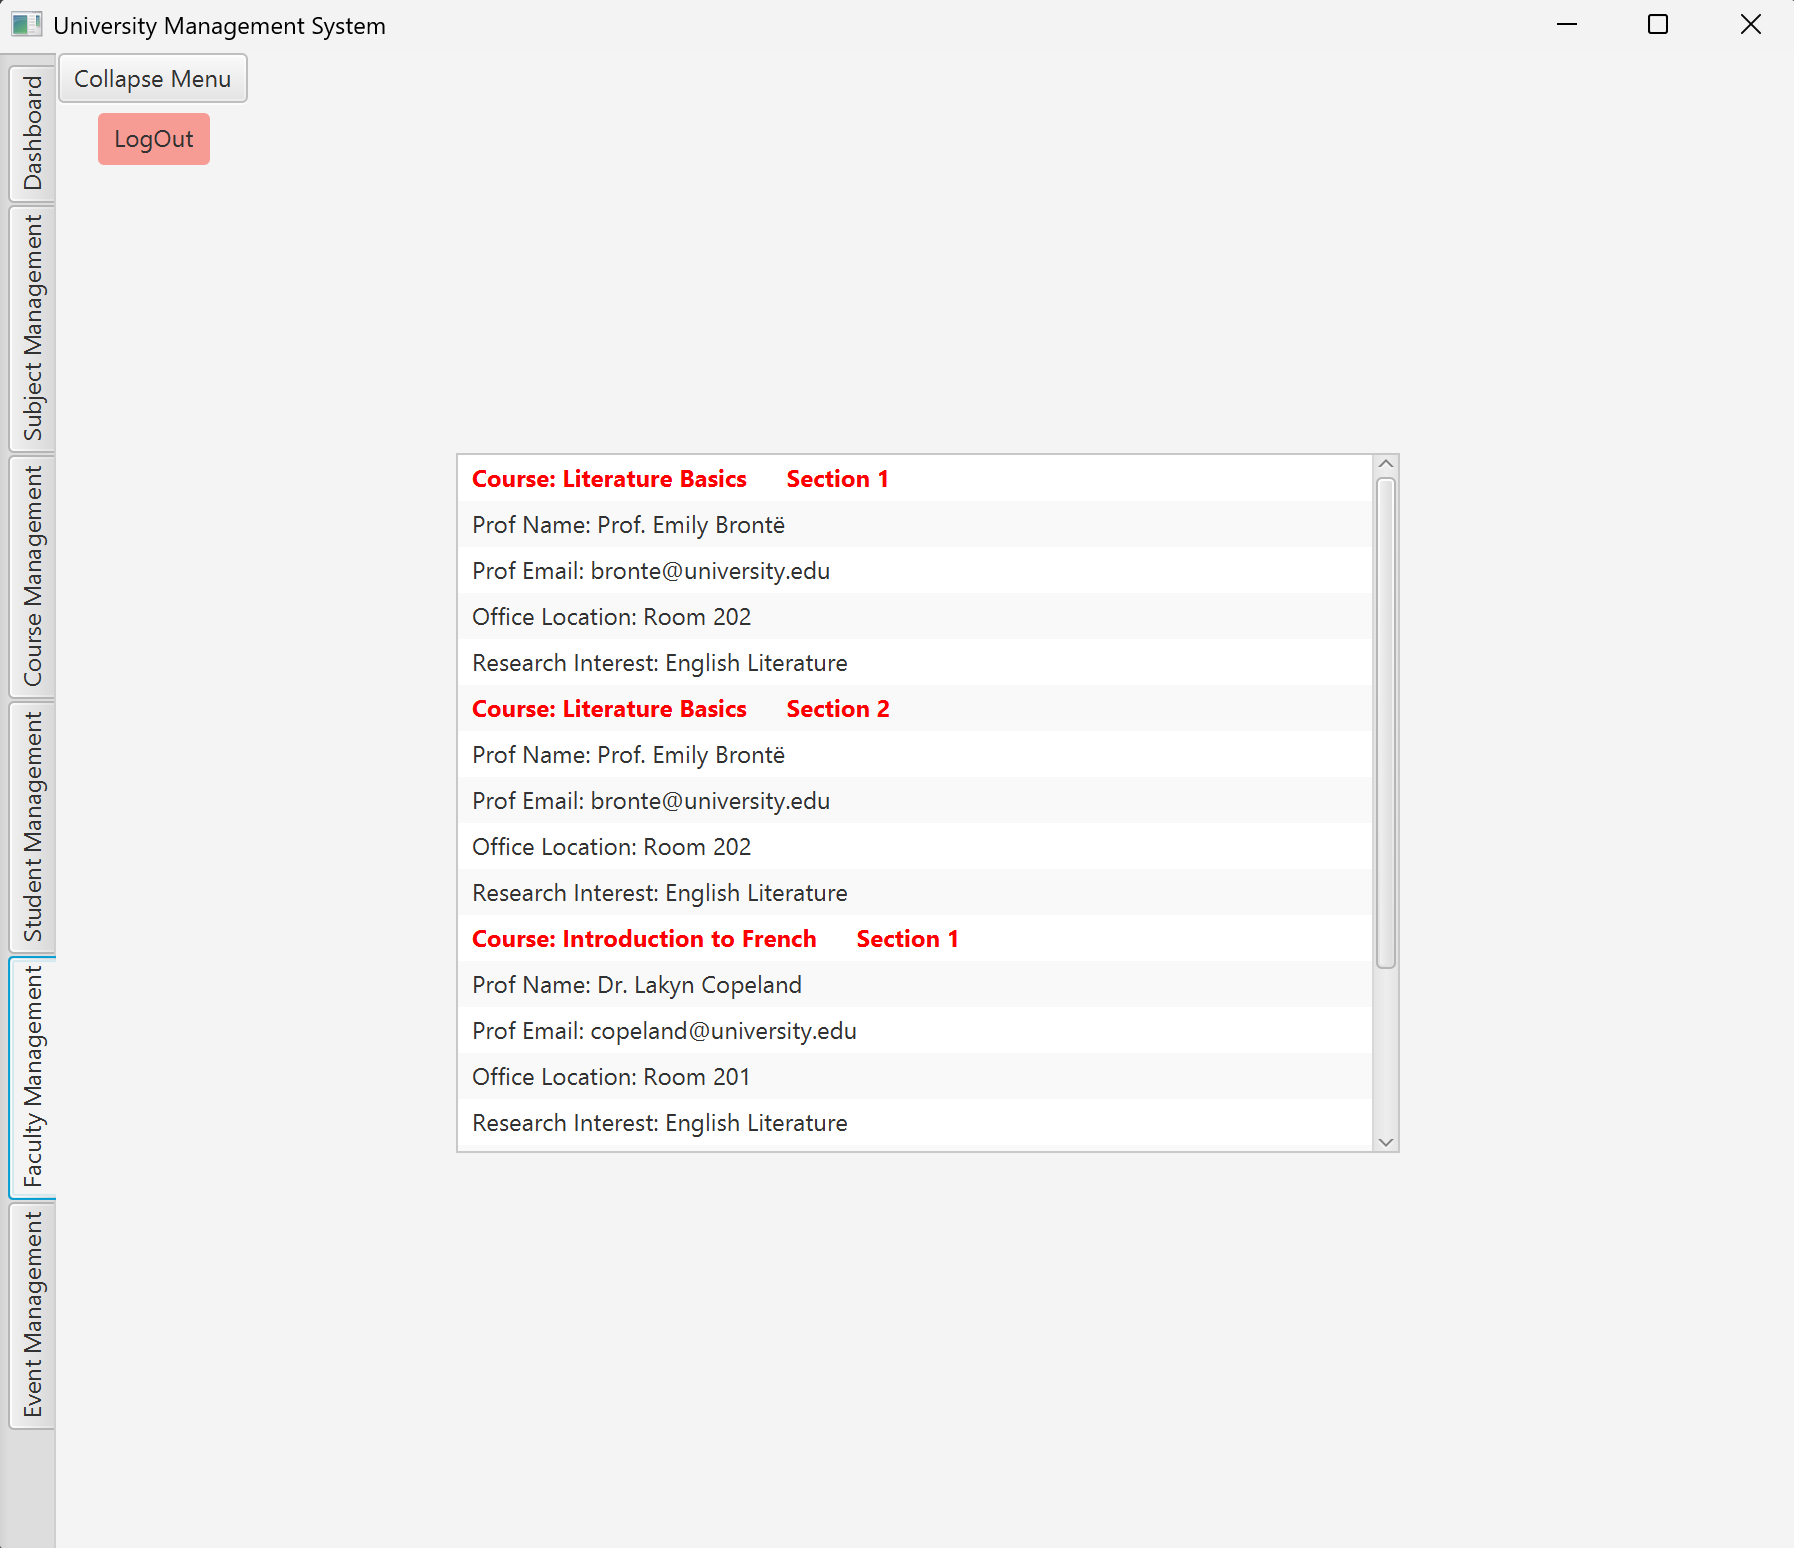 University Management System
Collapse Menu
LogOut
Dashboard
Subject Management
Course Management
Student Management
Faculty Management
Event Management
Course: Literature Basics Section 1
Prof Name: Prof. Emily Brontë
Prof Email: bronte@university.edu
Office Location: Room 202
Research Interest: English Literature
Course: Literature Basics Section 2
Prof Name: Prof. Emily Brontë
Prof Email: bronte@university.edu
Office Location: Room 202
Research Interest: English Literature
Course: Introduction to French Section 1
Prof Name: Dr. Lakyn Copeland
Prof Email: copeland@university.edu
Office Location: Room 201
Research Interest: English Literature